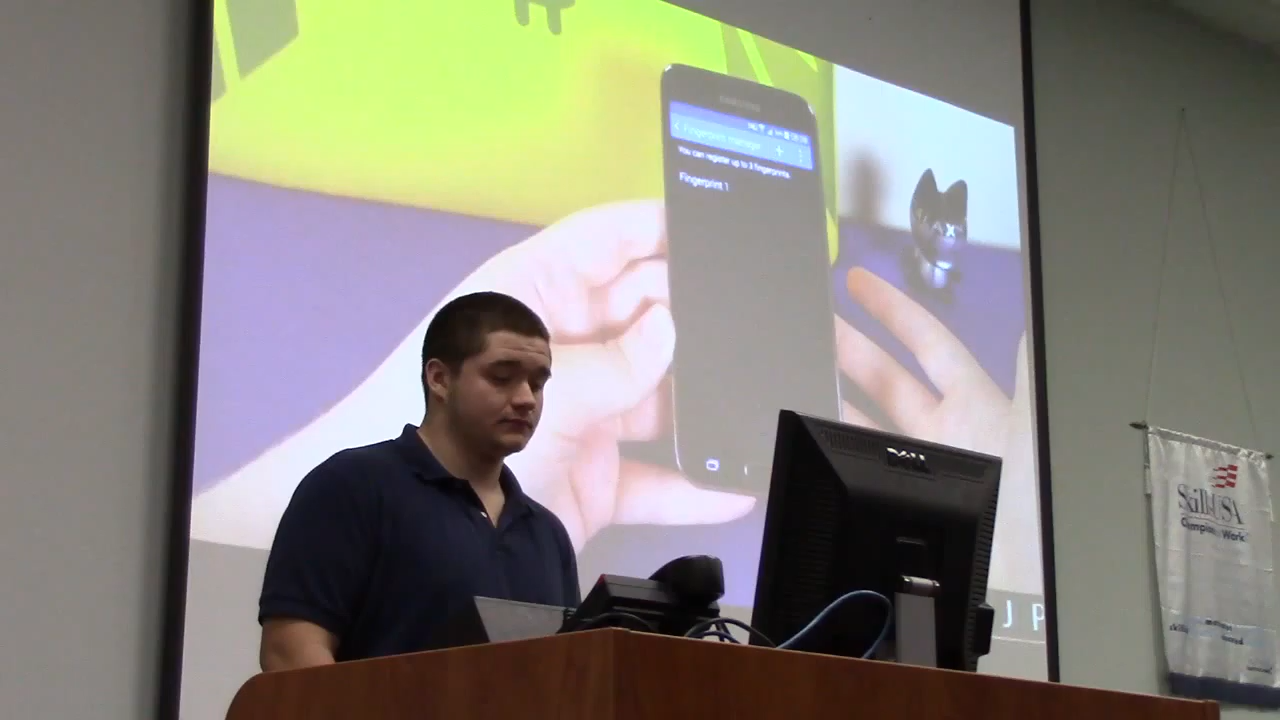 SAMSUNG
Fingerprint manager
You can register up to 3 fingerprints.
Fingerprint 1
DELL
J P
SkillsUSA
Champions at Work